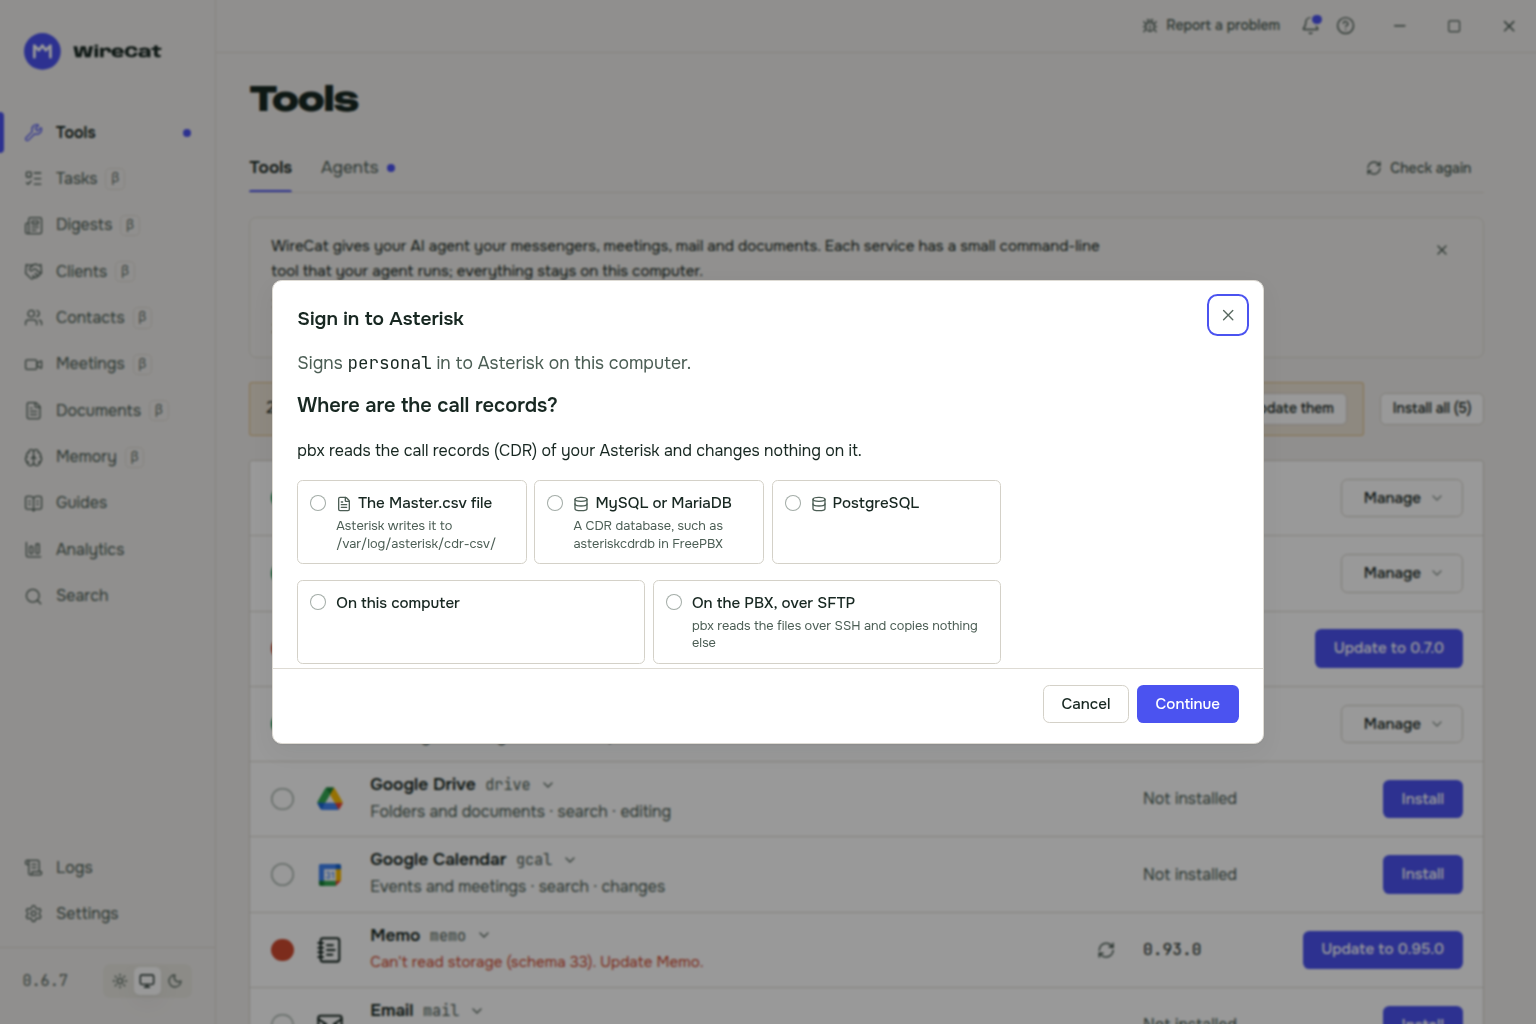 WireCat
Report a problem
Tools
Tasks β
Digests β
Clients β
Contacts β
Meetings β
Documents β
Memory β
Guides
Analytics
Search
Logs
Settings
0.6.7
Tools
Tools
Agents
Check again
WireCat gives your AI agent your messengers, meetings, mail and documents. Each service has a small command-line
tool that your agent runs; everything stays on this computer.
Install all (5)
Manage
Manage
Update to 0.7.0
Manage
Sign in to Asterisk
Signs personal in to Asterisk on this computer.
Where are the call records?
pbx reads the call records (CDR) of your Asterisk and changes nothing on it.
The Master.csv file
Asterisk writes it to
/var/log/asterisk/cdr-csv/
MySQL or MariaDB
A CDR database, such as
asteriskcdrdb in FreePBX
PostgreSQL
On this computer
On the PBX, over SFTP
pbx reads the files over SSH and copies nothing
else
Cancel
Continue
Google Drive drive
Folders and documents · search · editing
Not installed
Install
Google Calendar gcal
Events and meetings · search · changes
Not installed
Install
Memo memo
Can't read storage (schema 33). Update Memo.
0.93.0
Update to 0.95.0
Email mail
Not installed
Install